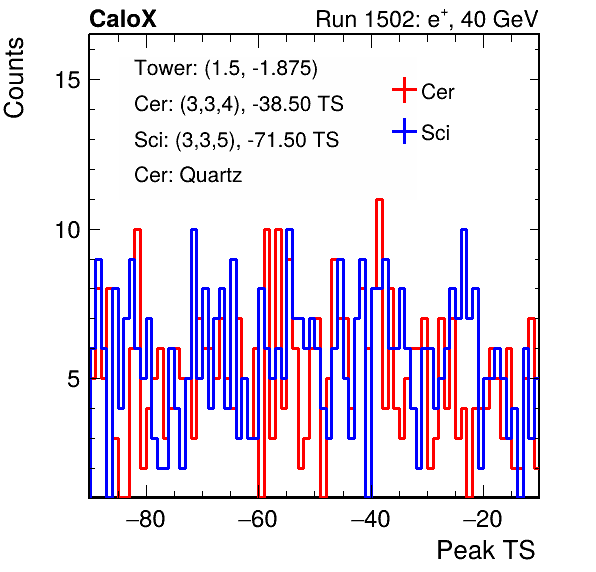 CaloX Run 1502: e⁺, 40 GeV
Counts
15
10
5
Tower: (1.5, -1.875)
Cer: (3,3,4), -38.50 TS
Sci: (3,3,5), -71.50 TS
Cer: Quartz
Cer
Sci
−80 −60 −40 −20
Peak TS